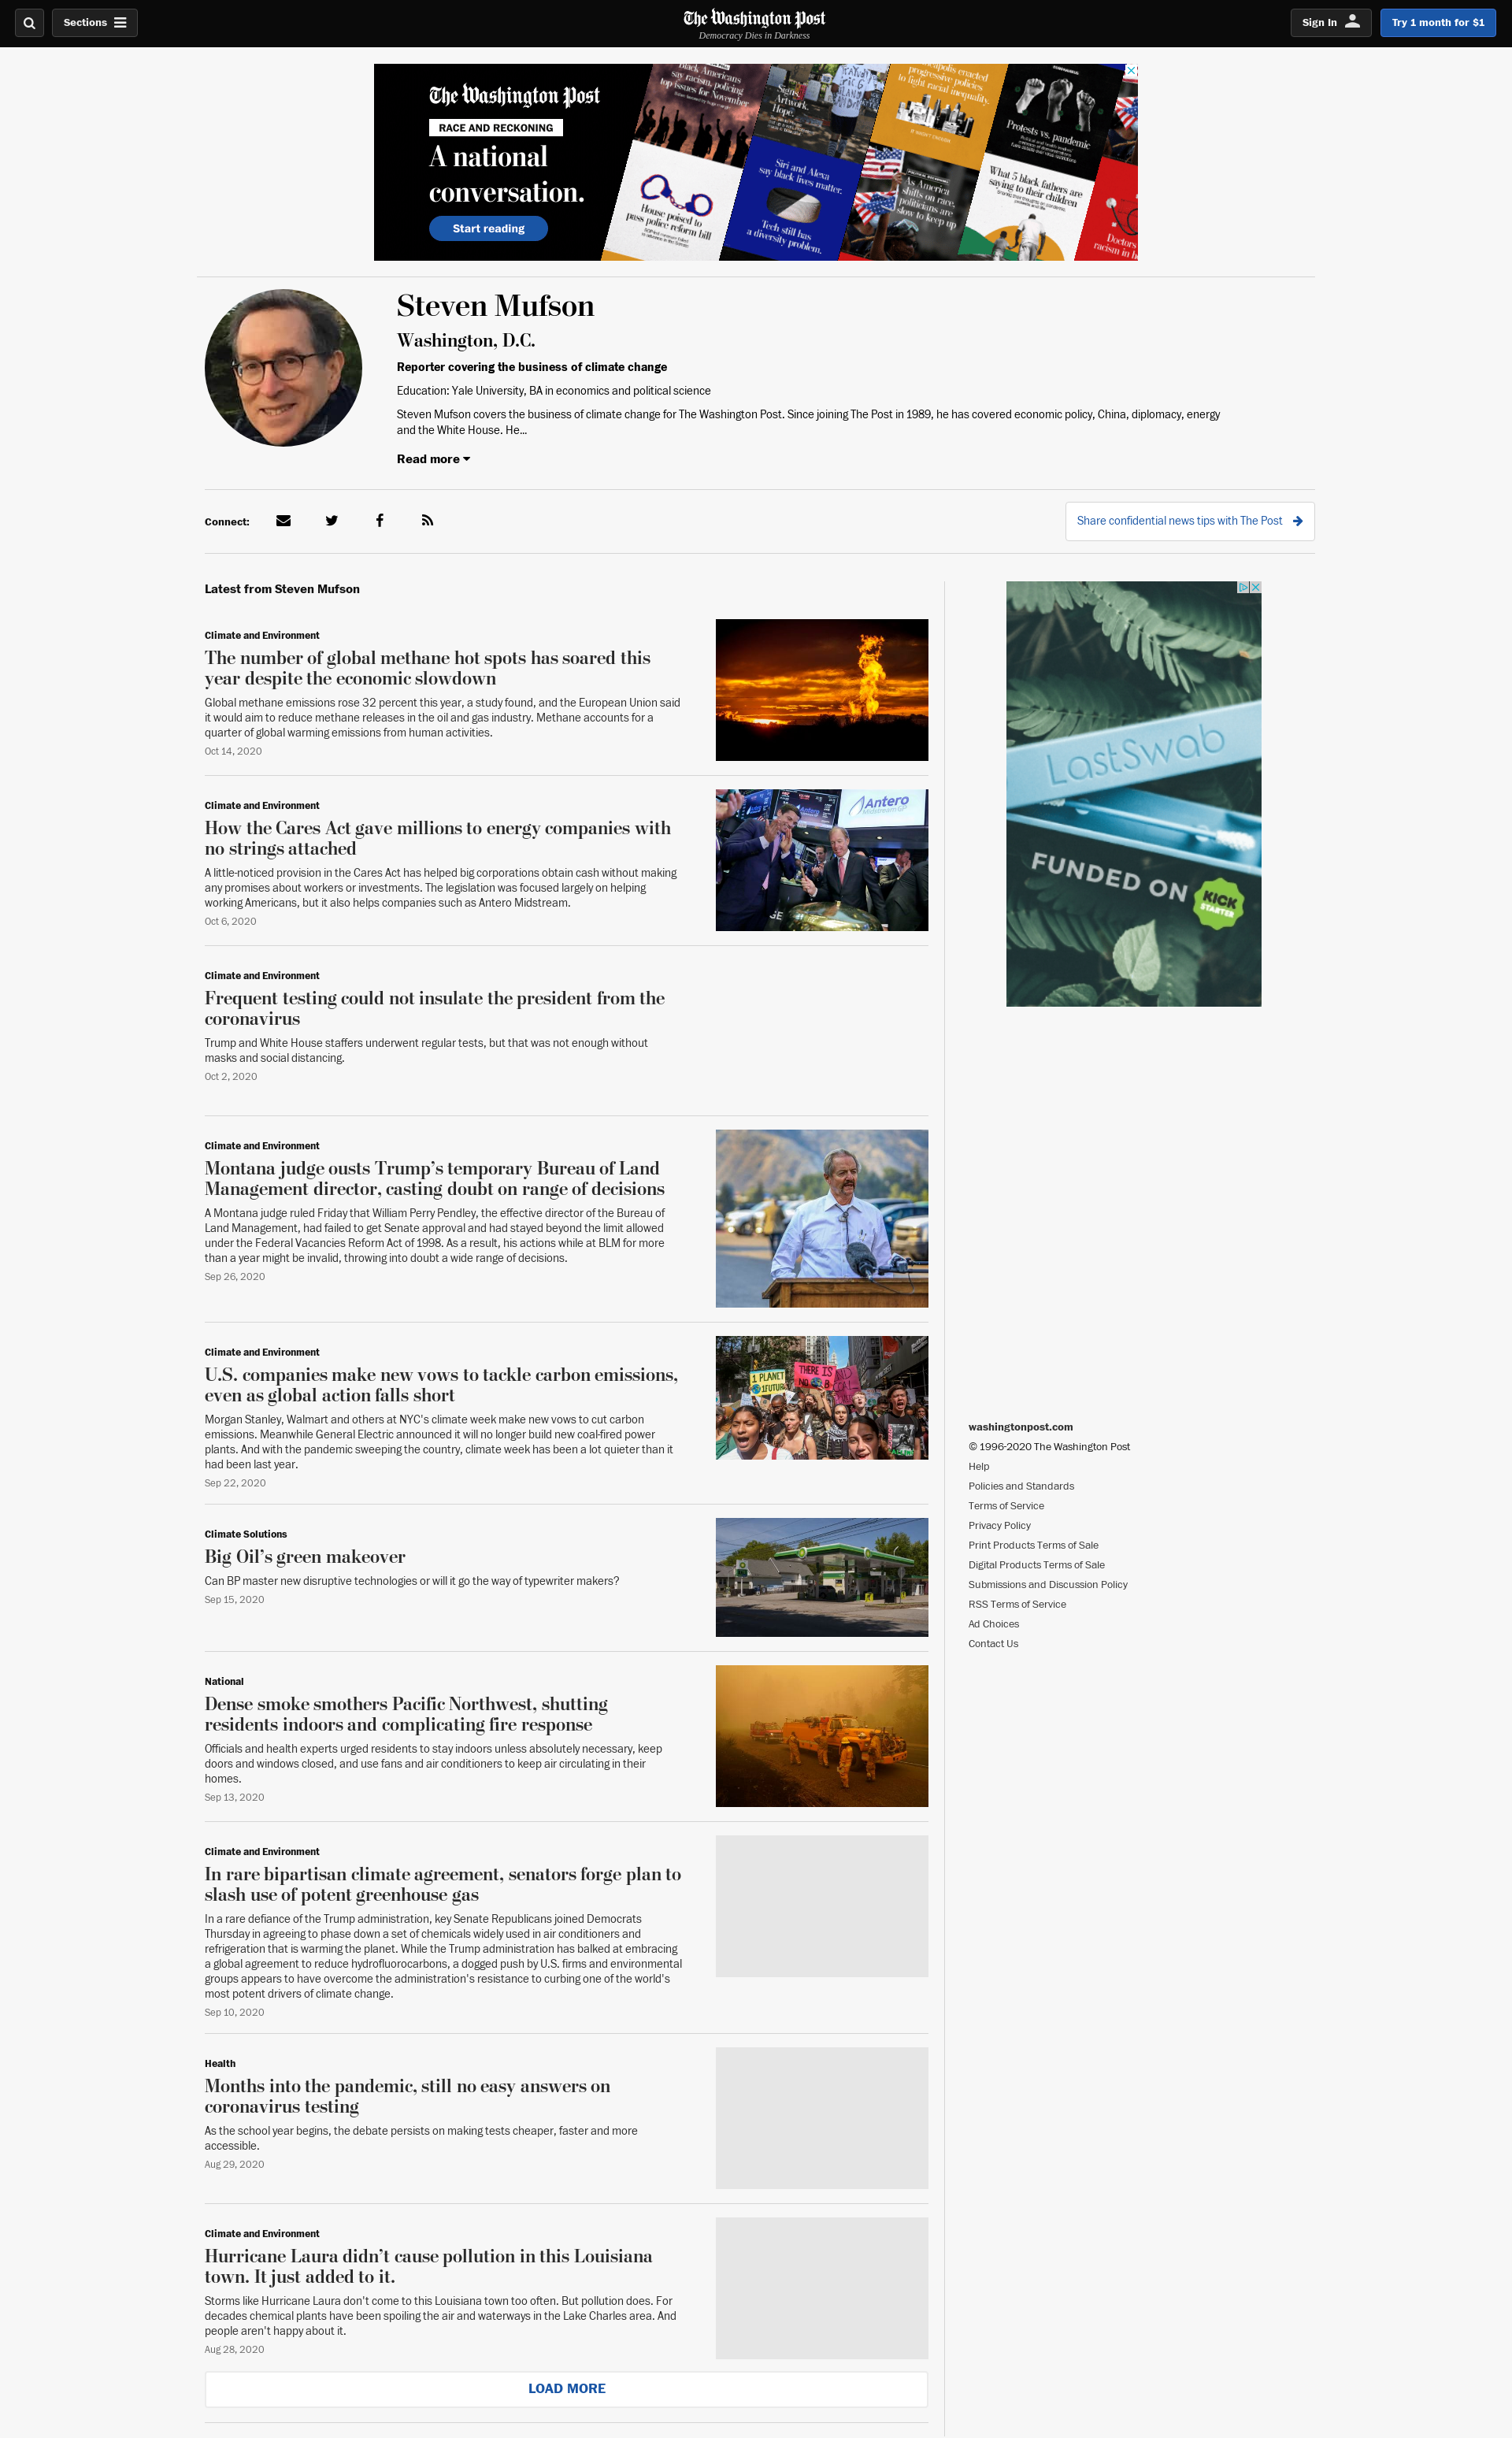 Sections
The Washington Post
Democracy Dies in Darkness
Sign In
Try 1 month for $1
The Washington Post
RACE AND RECKONING
A national
conversation.
Start reading
black Americans
say racism, policing
top issues for November
Signs.
Artwork.
Hope.
progressive policies
to fight racial inequality.
Protests vs. pandemic
House poised to
pass police reform bill
Siri and Alexa
say black lives matter.
Tech still has
a diversity problem.
As America
shifts on race,
politicians are
slow to keep up
What 5 black fathers are
saying to their children
Doctors
racism in
Steven Mufson
Washington, D.C.
Reporter covering the business of climate change
Education: Yale University, BA in economics and political science
Steven Mufson covers the business of climate change for The Washington Post. Since joining The Post in 1989, he has covered economic policy, China, diplomacy, energy
and the White House. He...
Read more
Connect:
Share confidential news tips with The Post
Latest from Steven Mufson
Climate and Environment
The number of global methane hot spots has soared this
year despite the economic slowdown
Global methane emissions rose 32 percent this year, a study found, and the European Union said
it would aim to reduce methane releases in the oil and gas industry. Methane accounts for a
quarter of global warming emissions from human activities.
Oct 14, 2020
Climate and Environment
How the Cares Act gave millions to energy companies with
no strings attached
A little-noticed provision in the Cares Act has helped big corporations obtain cash without making
any promises about workers or investments. The legislation was focused largely on helping
working Americans, but it also helps companies such as Antero Midstream.
Oct 6, 2020
Antero
Midstream
Climate and Environment
Frequent testing could not insulate the president from the
coronavirus
Trump and White House staffers underwent regular tests, but that was not enough without
masks and social distancing.
Oct 2, 2020
Climate and Environment
Montana judge ousts Trump’s temporary Bureau of Land
Management director, casting doubt on range of decisions
A Montana judge ruled Friday that William Perry Pendley, the effective director of the Bureau of
Land Management, had failed to get Senate approval and had stayed beyond the limit allowed
under the Federal Vacancies Reform Act of 1998. As a result, his actions while at BLM for more
than a year might be invalid, throwing into doubt a wide range of decisions.
Sep 26, 2020
Climate and Environment
U.S. companies make new vows to tackle carbon emissions,
even as global action falls short
Morgan Stanley, Walmart and others at NYC's climate week make new vows to cut carbon
emissions. Meanwhile General Electric announced it will no longer build new coal-fired power
plants. And with the pandemic sweeping the country, climate week has been a lot quieter than it
had been last year.
Sep 22, 2020
1 PLANET
1 FUTURE
THERE IS
NO
Climate Solutions
Big Oil’s green makeover
Can BP master new disruptive technologies or will it go the way of typewriter makers?
Sep 15, 2020
National
Dense smoke smothers Pacific Northwest, shutting
residents indoors and complicating fire response
Officials and health experts urged residents to stay indoors unless absolutely necessary, keep
doors and windows closed, and use fans and air conditioners to keep air circulating in their
homes.
Sep 13, 2020
Climate and Environment
In rare bipartisan climate agreement, senators forge plan to
slash use of potent greenhouse gas
In a rare defiance of the Trump administration, key Senate Republicans joined Democrats
Thursday in agreeing to phase down a set of chemicals widely used in air conditioners and
refrigeration that is warming the planet. While the Trump administration has balked at embracing
a global agreement to reduce hydrofluorocarbons, a dogged push by U.S. firms and environmental
groups appears to have overcome the administration's resistance to curbing one of the world's
most potent drivers of climate change.
Sep 10, 2020
Health
Months into the pandemic, still no easy answers on
coronavirus testing
As the school year begins, the debate persists on making tests cheaper, faster and more
accessible.
Aug 29, 2020
Climate and Environment
Hurricane Laura didn’t cause pollution in this Louisiana
town. It just added to it.
Storms like Hurricane Laura don't come to this Louisiana town too often. But pollution does. For
decades chemical plants have been spoiling the air and waterways in the Lake Charles area. And
people aren't happy about it.
Aug 28, 2020
LOAD MORE
LastSwab
FUNDED ON
KICK
STARTER
washingtonpost.com
© 1996-2020 The Washington Post
Help
Policies and Standards
Terms of Service
Privacy Policy
Print Products Terms of Sale
Digital Products Terms of Sale
Submissions and Discussion Policy
RSS Terms of Service
Ad Choices
Contact Us